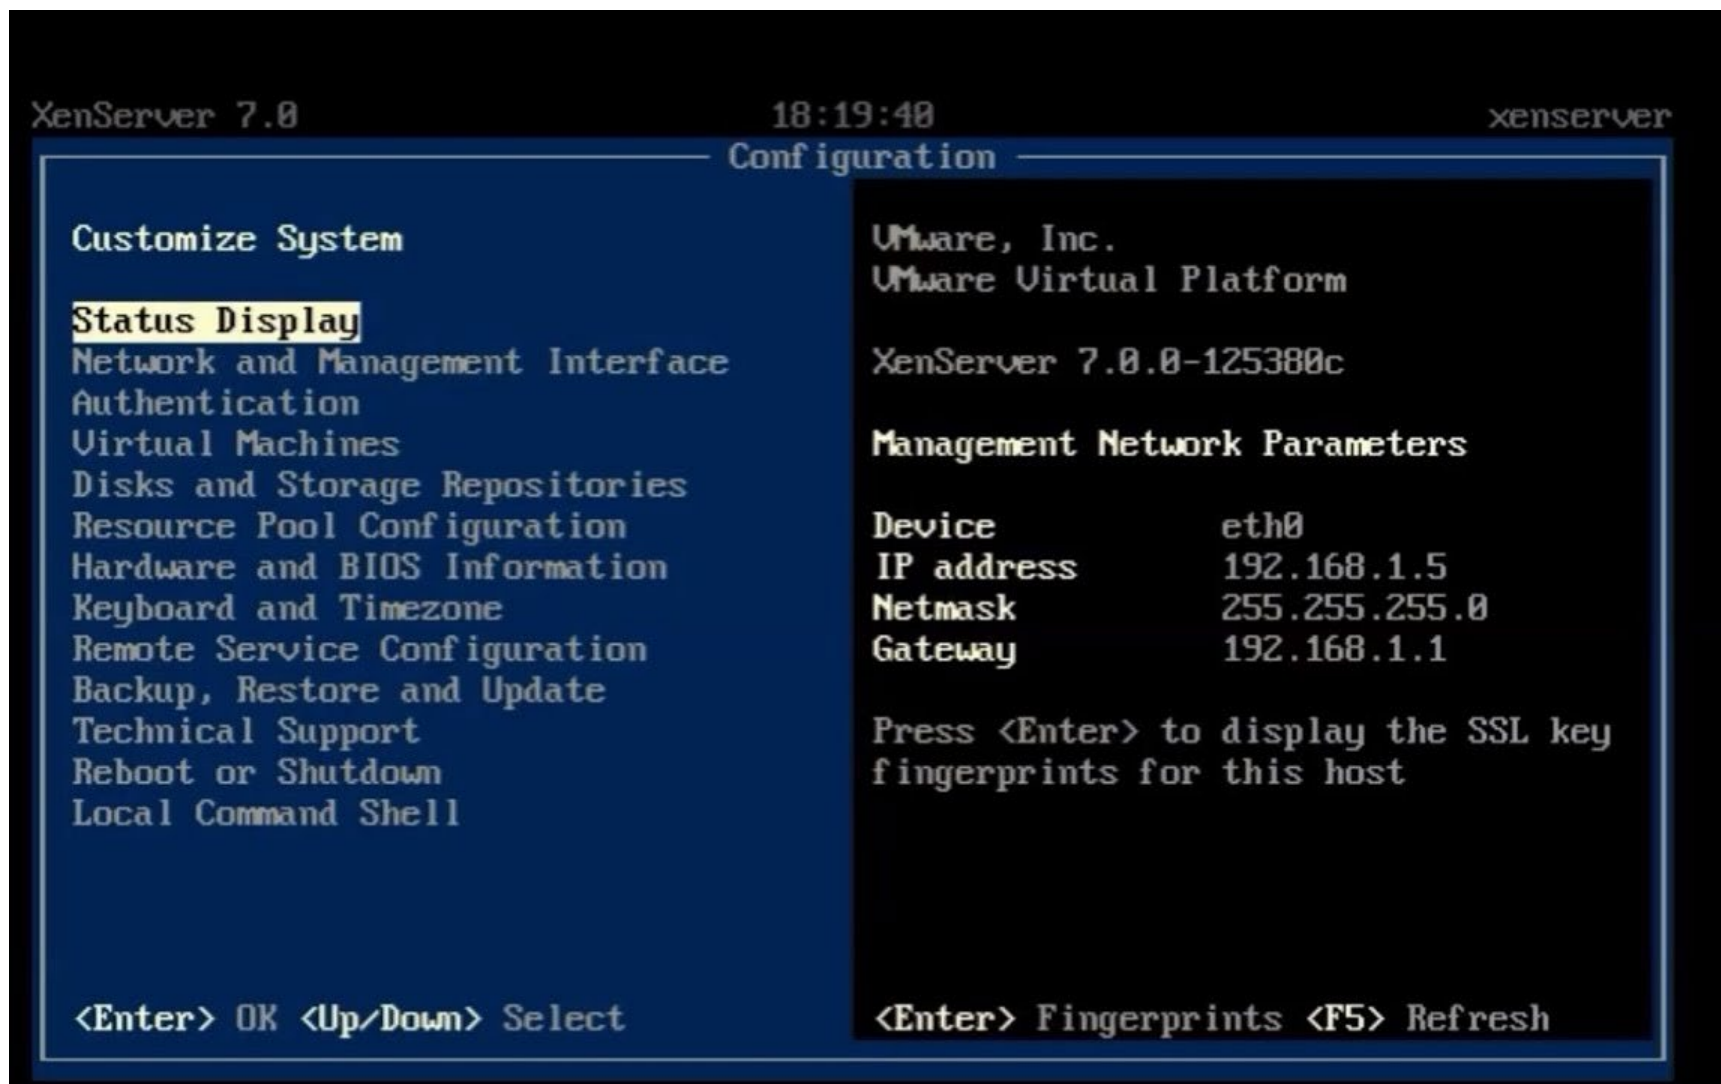 XenServer 7.0 18:19:40 xenserver
Configuration
Customize System
Status Display
Network and Management Interface
Authentication
Virtual Machines
Disks and Storage Repositories
Resource Pool Configuration
Hardware and BIOS Information
Keyboard and Timezone
Remote Service Configuration
Backup, Restore and Update
Technical Support
Reboot or Shutdown
Local Command Shell
<Enter> OK <Up/Down> Select
VMware, Inc.
VMware Virtual Platform
XenServer 7.0.0-125380c
Management Network Parameters
Device eth0
IP address 192.168.1.5
Netmask 255.255.255.0
Gateway 192.168.1.1
Press <Enter> to display the SSL key
fingerprints for this host
<Enter> Fingerprints <F5> Refresh